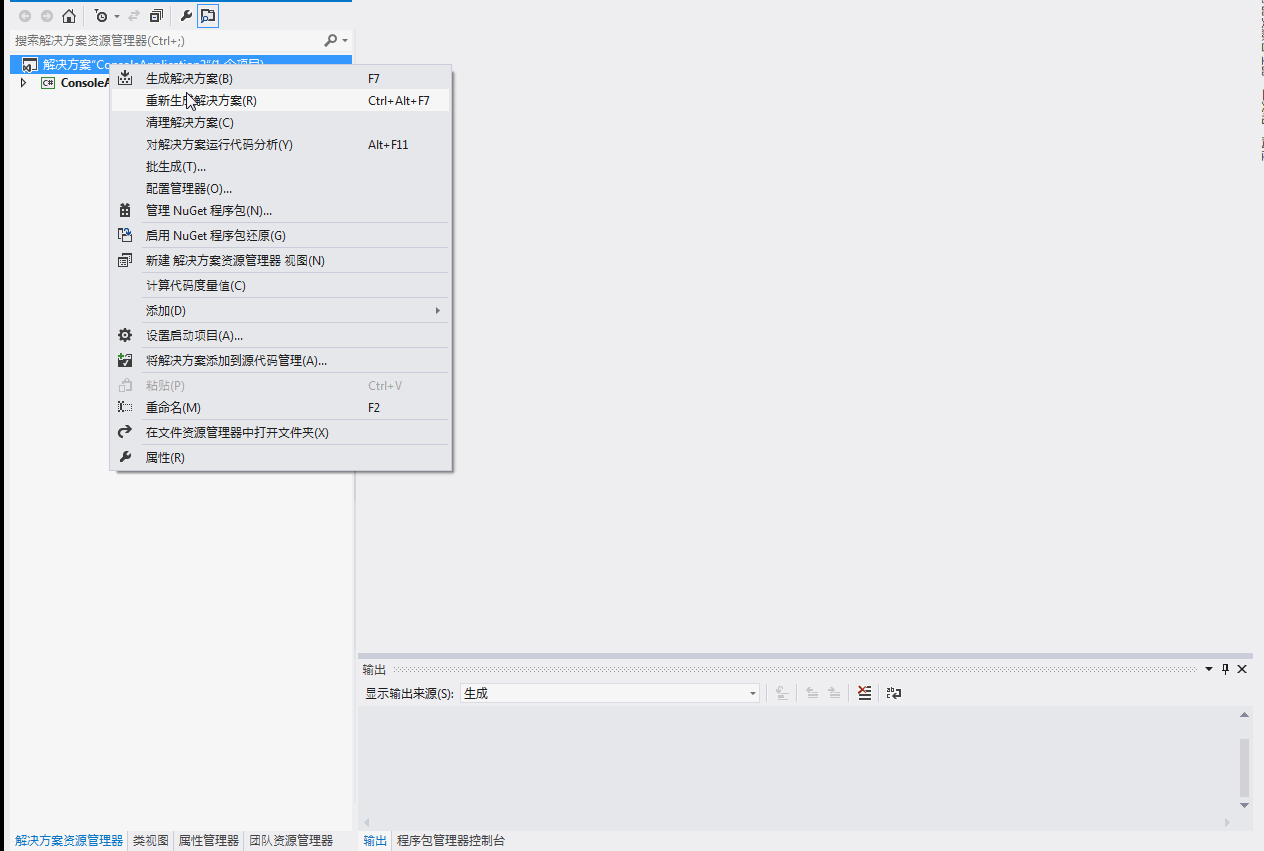 搜索解决方案资源管理器(Ctrl+;)
解决方案"ConsoleApplication2"(1 个项目)
C# ConsoleA
生成解决方案(B) F7
重新生成解决方案(R) Ctrl+Alt+F7
清理解决方案(C)
对解决方案运行代码分析(Y) Alt+F11
批生成(T)...
配置管理器(O)...
管理 NuGet 程序包(N)...
启用 NuGet 程序包还原(G)
新建 解决方案资源管理器 视图(N)
计算代码度量值(C)
添加(D)
设置启动项目(A)...
将解决方案添加到源代码管理(A)...
粘贴(P) Ctrl+V
重命名(M) F2
在文件资源管理器中打开文件夹(X)
属性(R)
输出
显示输出来源(S): 生成
解决方案资源管理器 类视图 属性管理器 团队资源管理器
输出 程序包管理器控制台